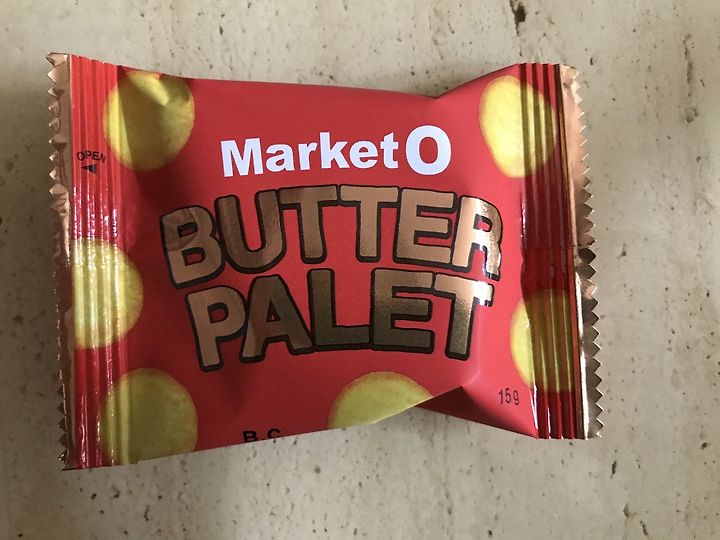 OPEN
Market O
BUTTER
PALET
15g
B.C